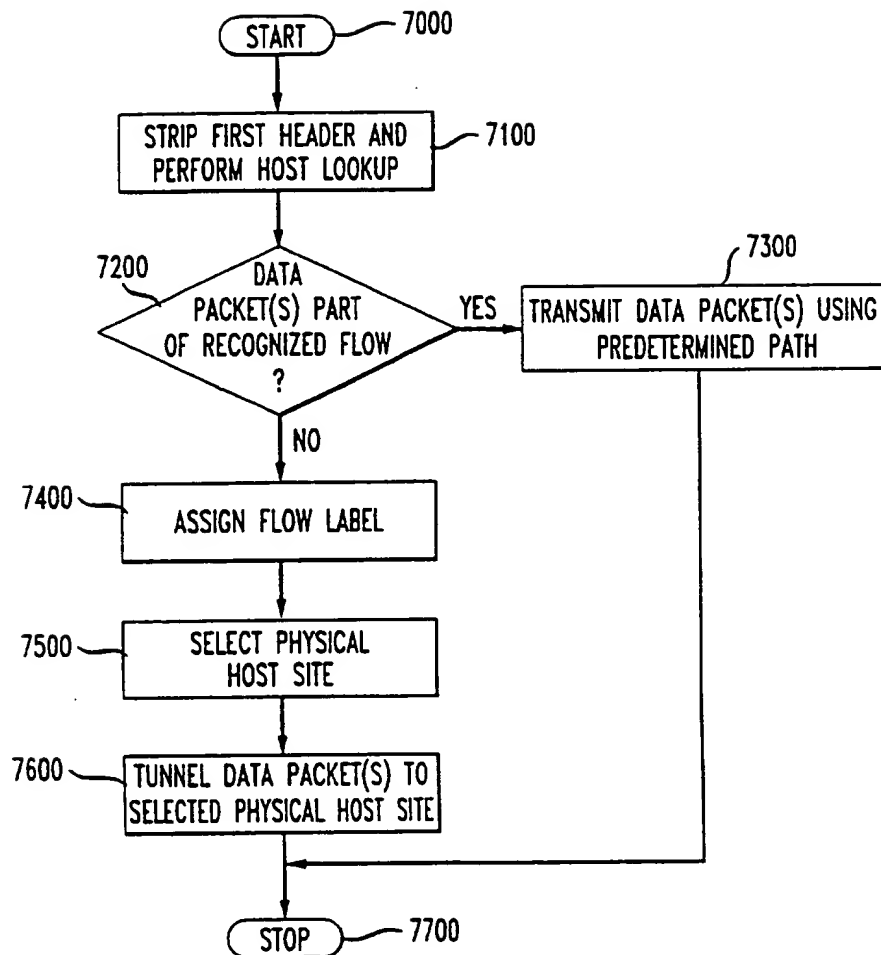 START
7000
STRIP FIRST HEADER AND
PERFORM HOST LOOKUP
7100
7200
DATA
PACKET(S) PART
OF RECOGNIZED FLOW
?
YES
7300
TRANSMIT DATA PACKET(S) USING
PREDETERMINED PATH
NO
7400
ASSIGN FLOW LABEL
7500
SELECT PHYSICAL
HOST SITE
7600
TUNNEL DATA PACKET(S) TO
SELECTED PHYSICAL HOST SITE
STOP
7700